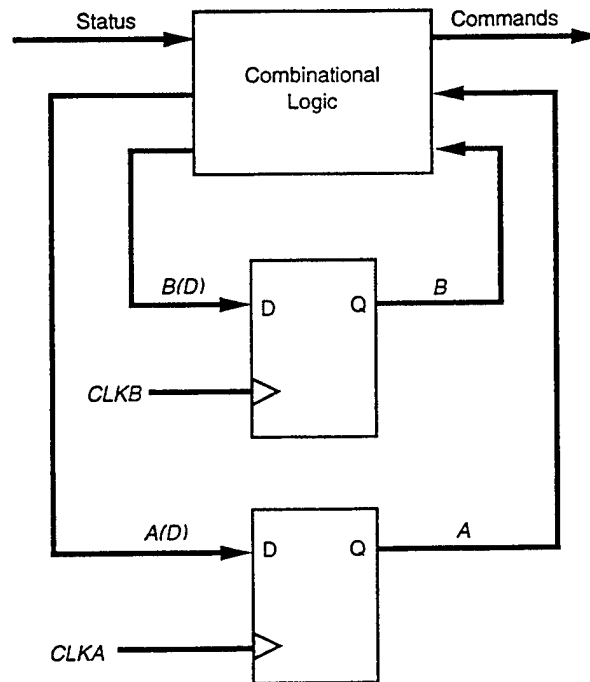 Status
Commands
Combinational
Logic
B(D)
D
Q
B
CLKB
A(D)
D
Q
A
CLKA